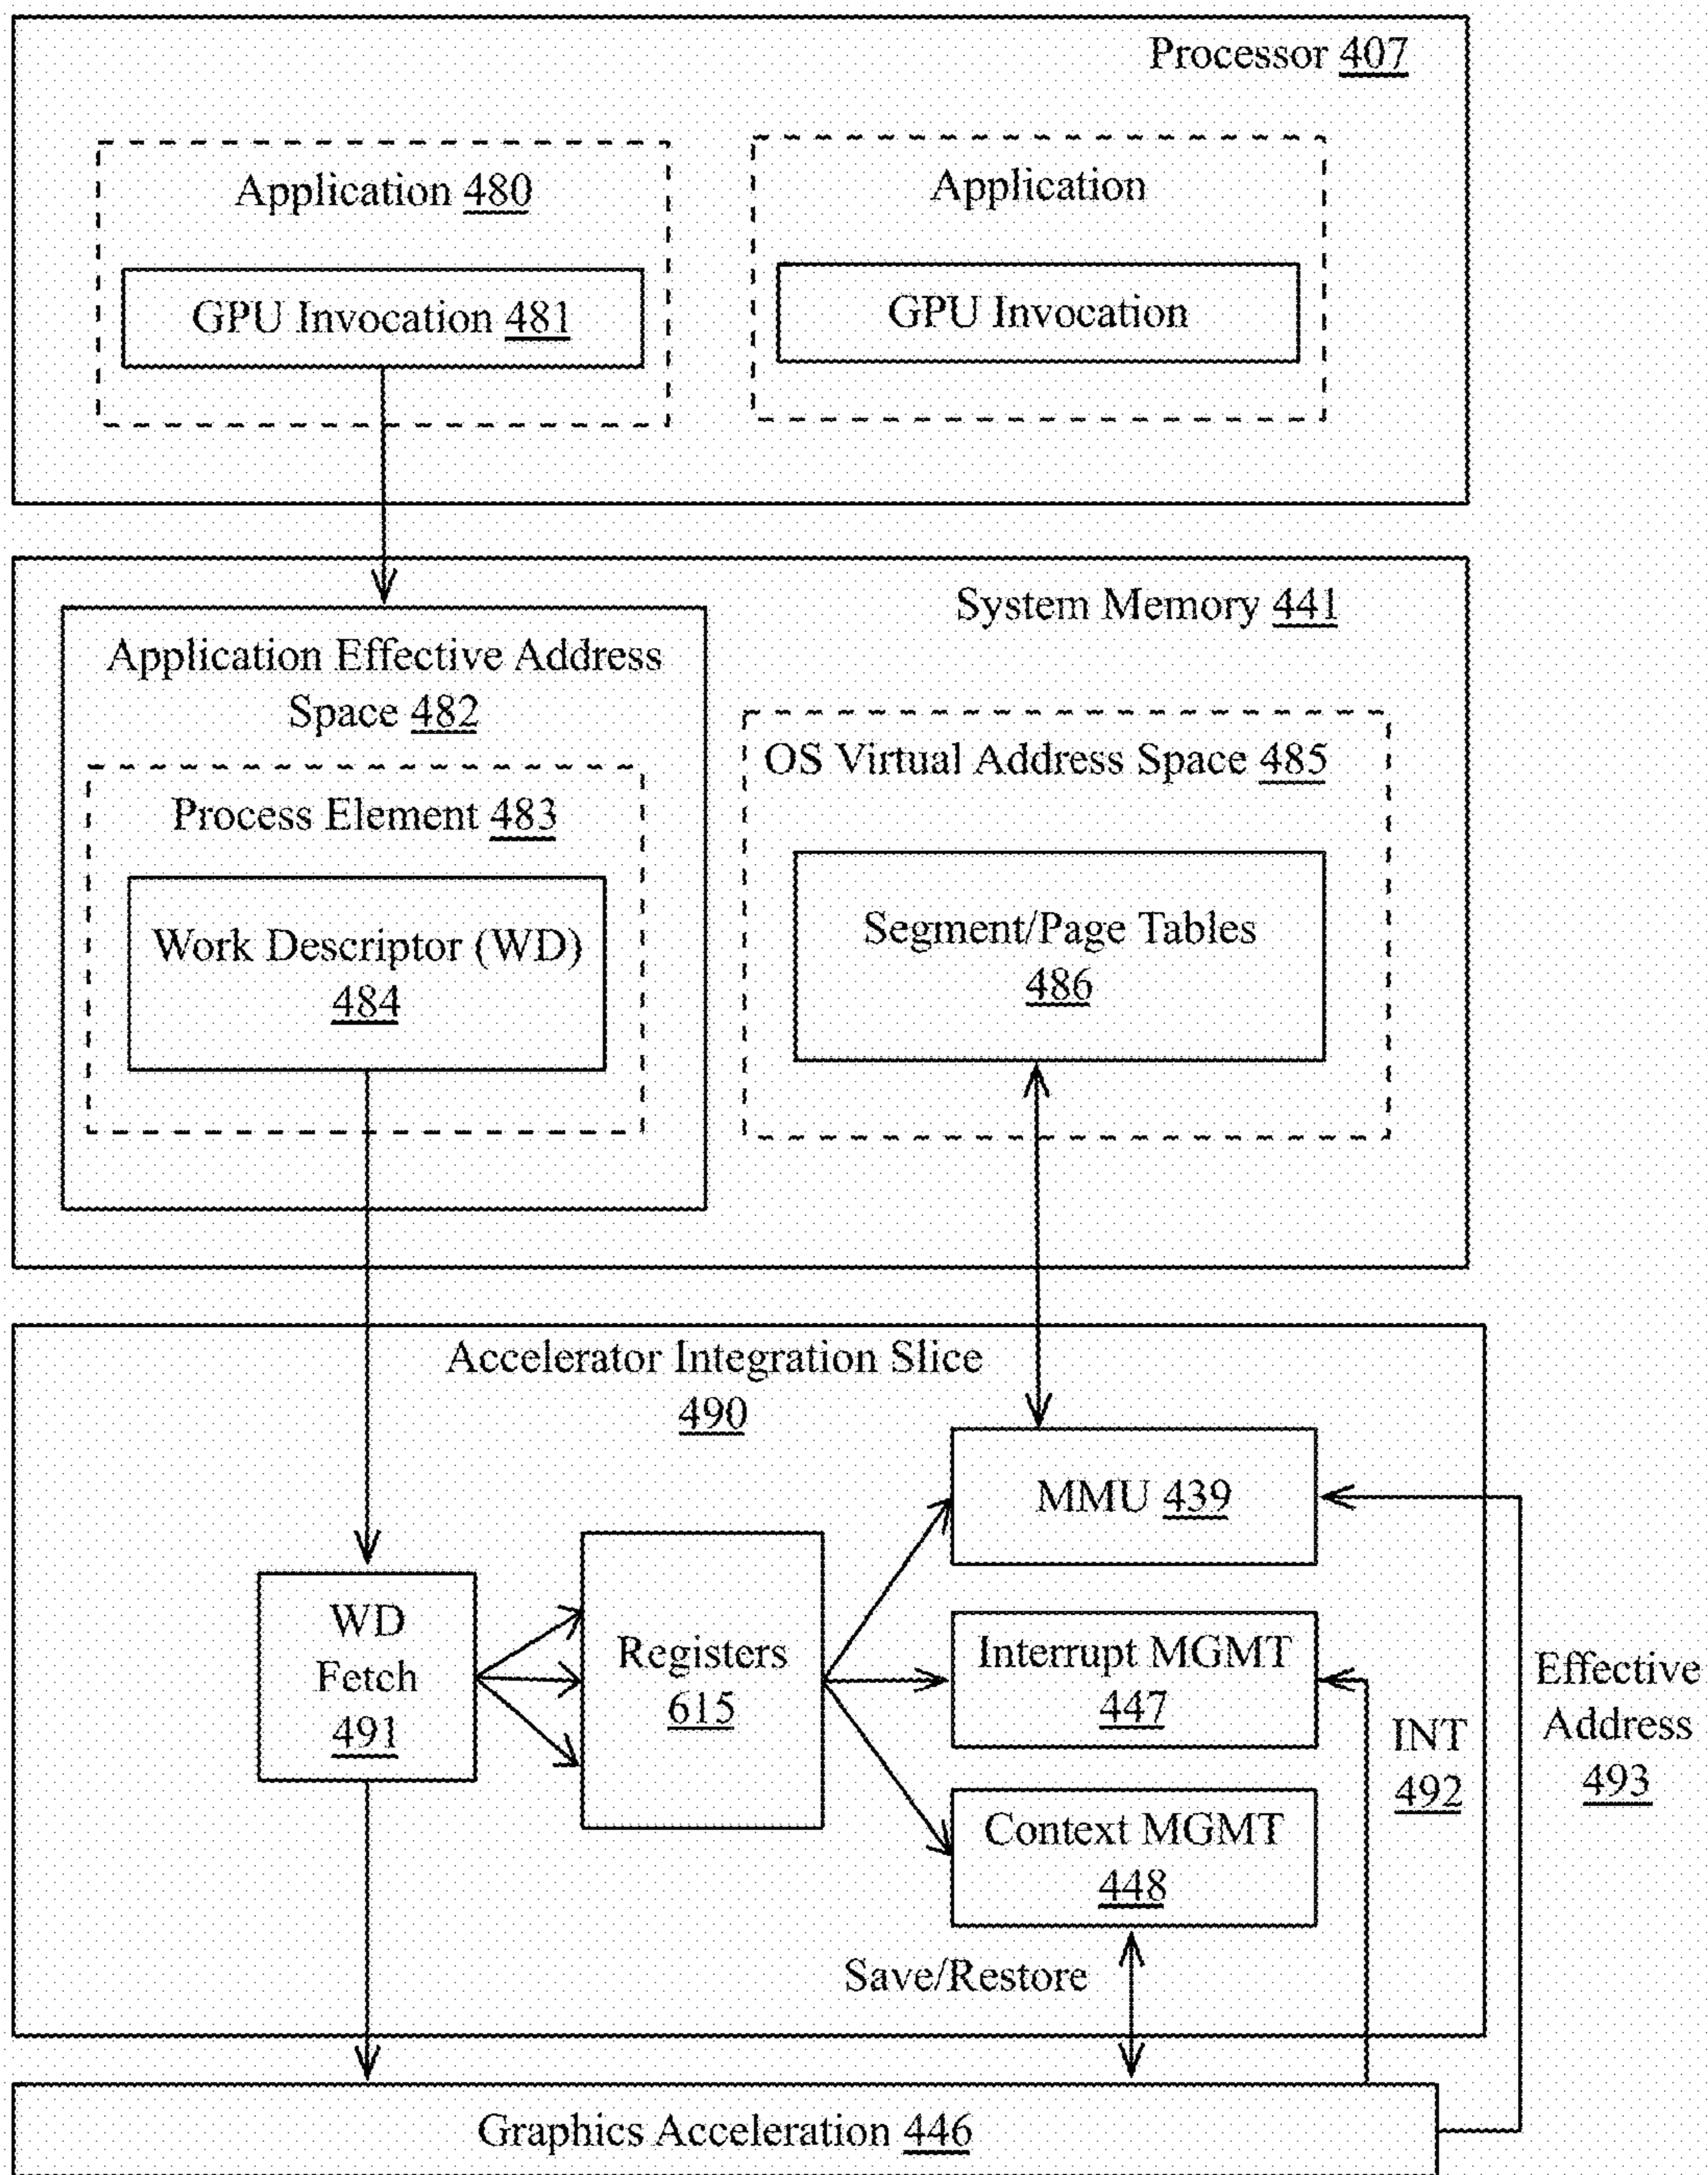 Processor 407
Application 480
GPU Invocation 481
Application
GPU Invocation
System Memory 441
Application Effective Address
Space 482
Process Element 483
Work Descriptor (WD)
484
OS Virtual Address Space 485
Segment/Page Tables
486
Accelerator Integration Slice
490
WD
Fetch
491
Registers
615
MMU 439
Interrupt MGMT
447
Context MGMT
448
INT
492
Effective
Address
493
Save/Restore
Graphics Acceleration 446